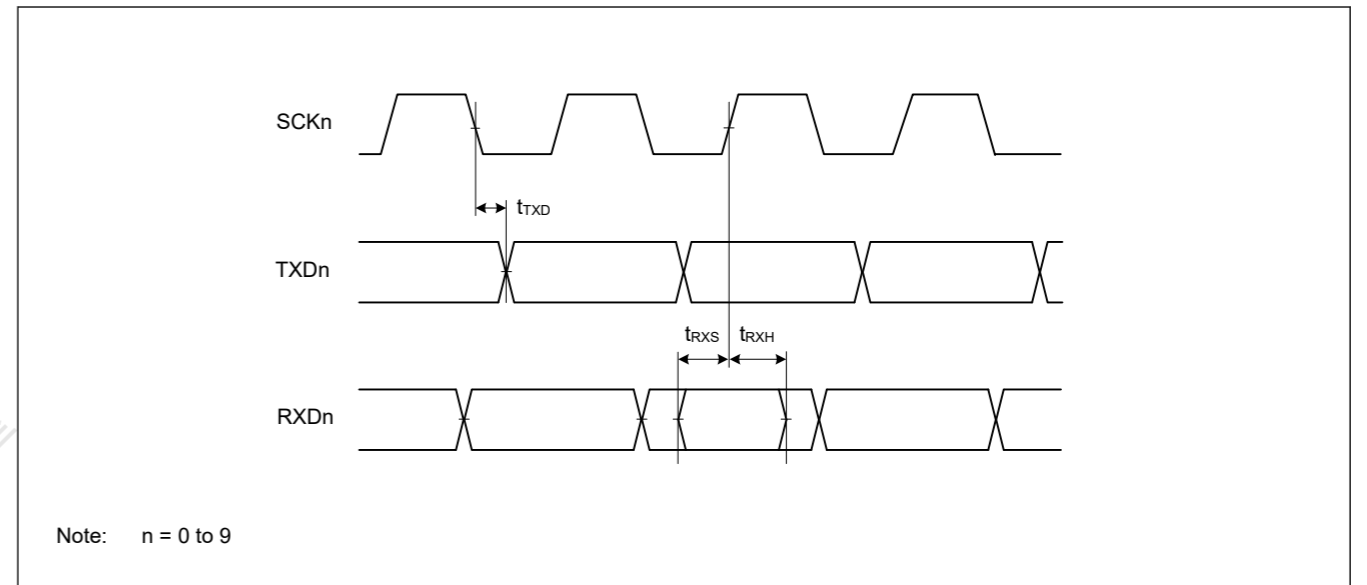 SCKn
tTXD
TXDn
tRXS tRXH
RXDn
Note: n = 0 to 9